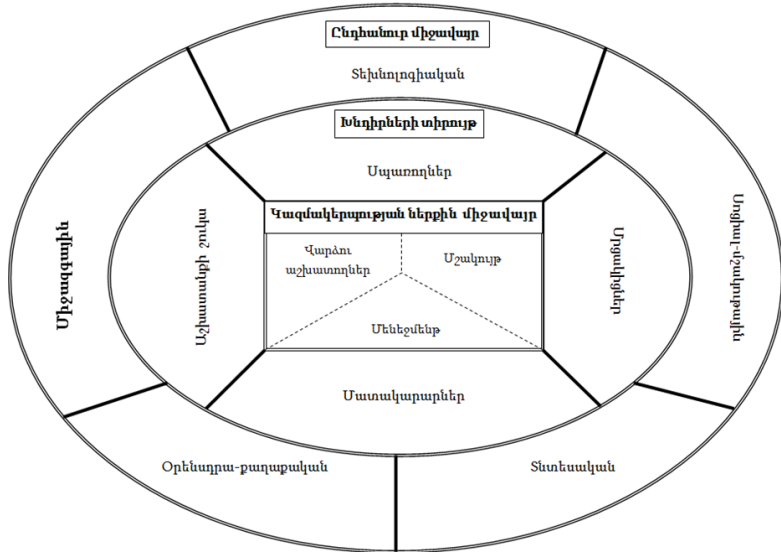 Ընդհանուր միջավայր
Տեխնոլոգիական
Խնդիրների տիրույթ
Սպառողներ
Կազմակերպության ներքին միջավայր
Վարձու
աշխատողներ
Մշակույթ
Մենեջմենթ
Միջազգային
Աշխատանքի շուկա
Մրցակիցներ
Սոցիալ-մշակութային
Մատակարարներ
Օրենսդրա-քաղաքական
Տնտեսական